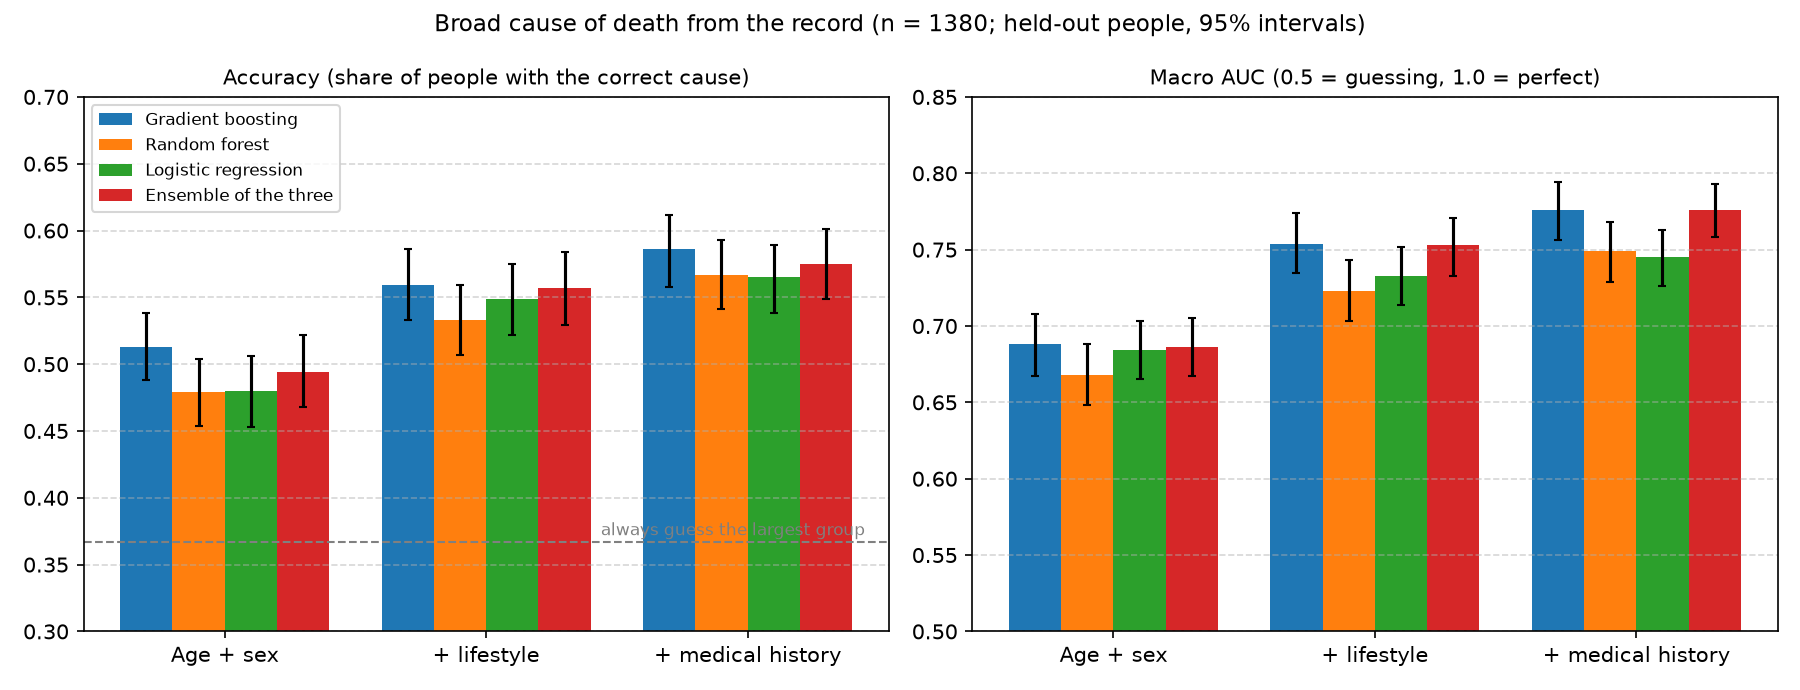 Broad cause of death from the record (n = 1380; held-out people, 95% intervals)
Accuracy (share of people with the correct cause)
0.70
0.65
0.60
0.55
0.50
0.45
0.40
0.35
0.30
Gradient boosting
Random forest
Logistic regression
Ensemble of the three
always guess the largest group
Age + sex
+ lifestyle
+ medical history
Macro AUC (0.5 = guessing, 1.0 = perfect)
0.85
0.80
0.75
0.70
0.65
0.60
0.55
0.50
Age + sex
+ lifestyle
+ medical history